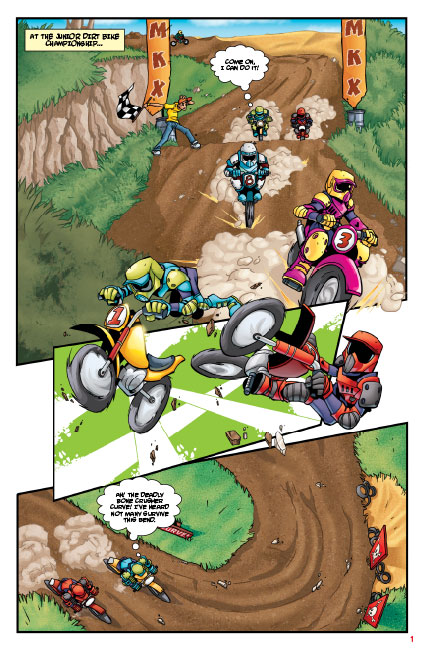 AT THE JUNIOR DIRT BIKE
CHAMPIONSHIP...
MKX
MKX
COME ON,
I CAN DO IT!
3
1
AH! THE DEADLY
BONE CRUSHER
CURVE! I'VE HEARD
NOT MANY SURVIVE
THIS BEND.
1